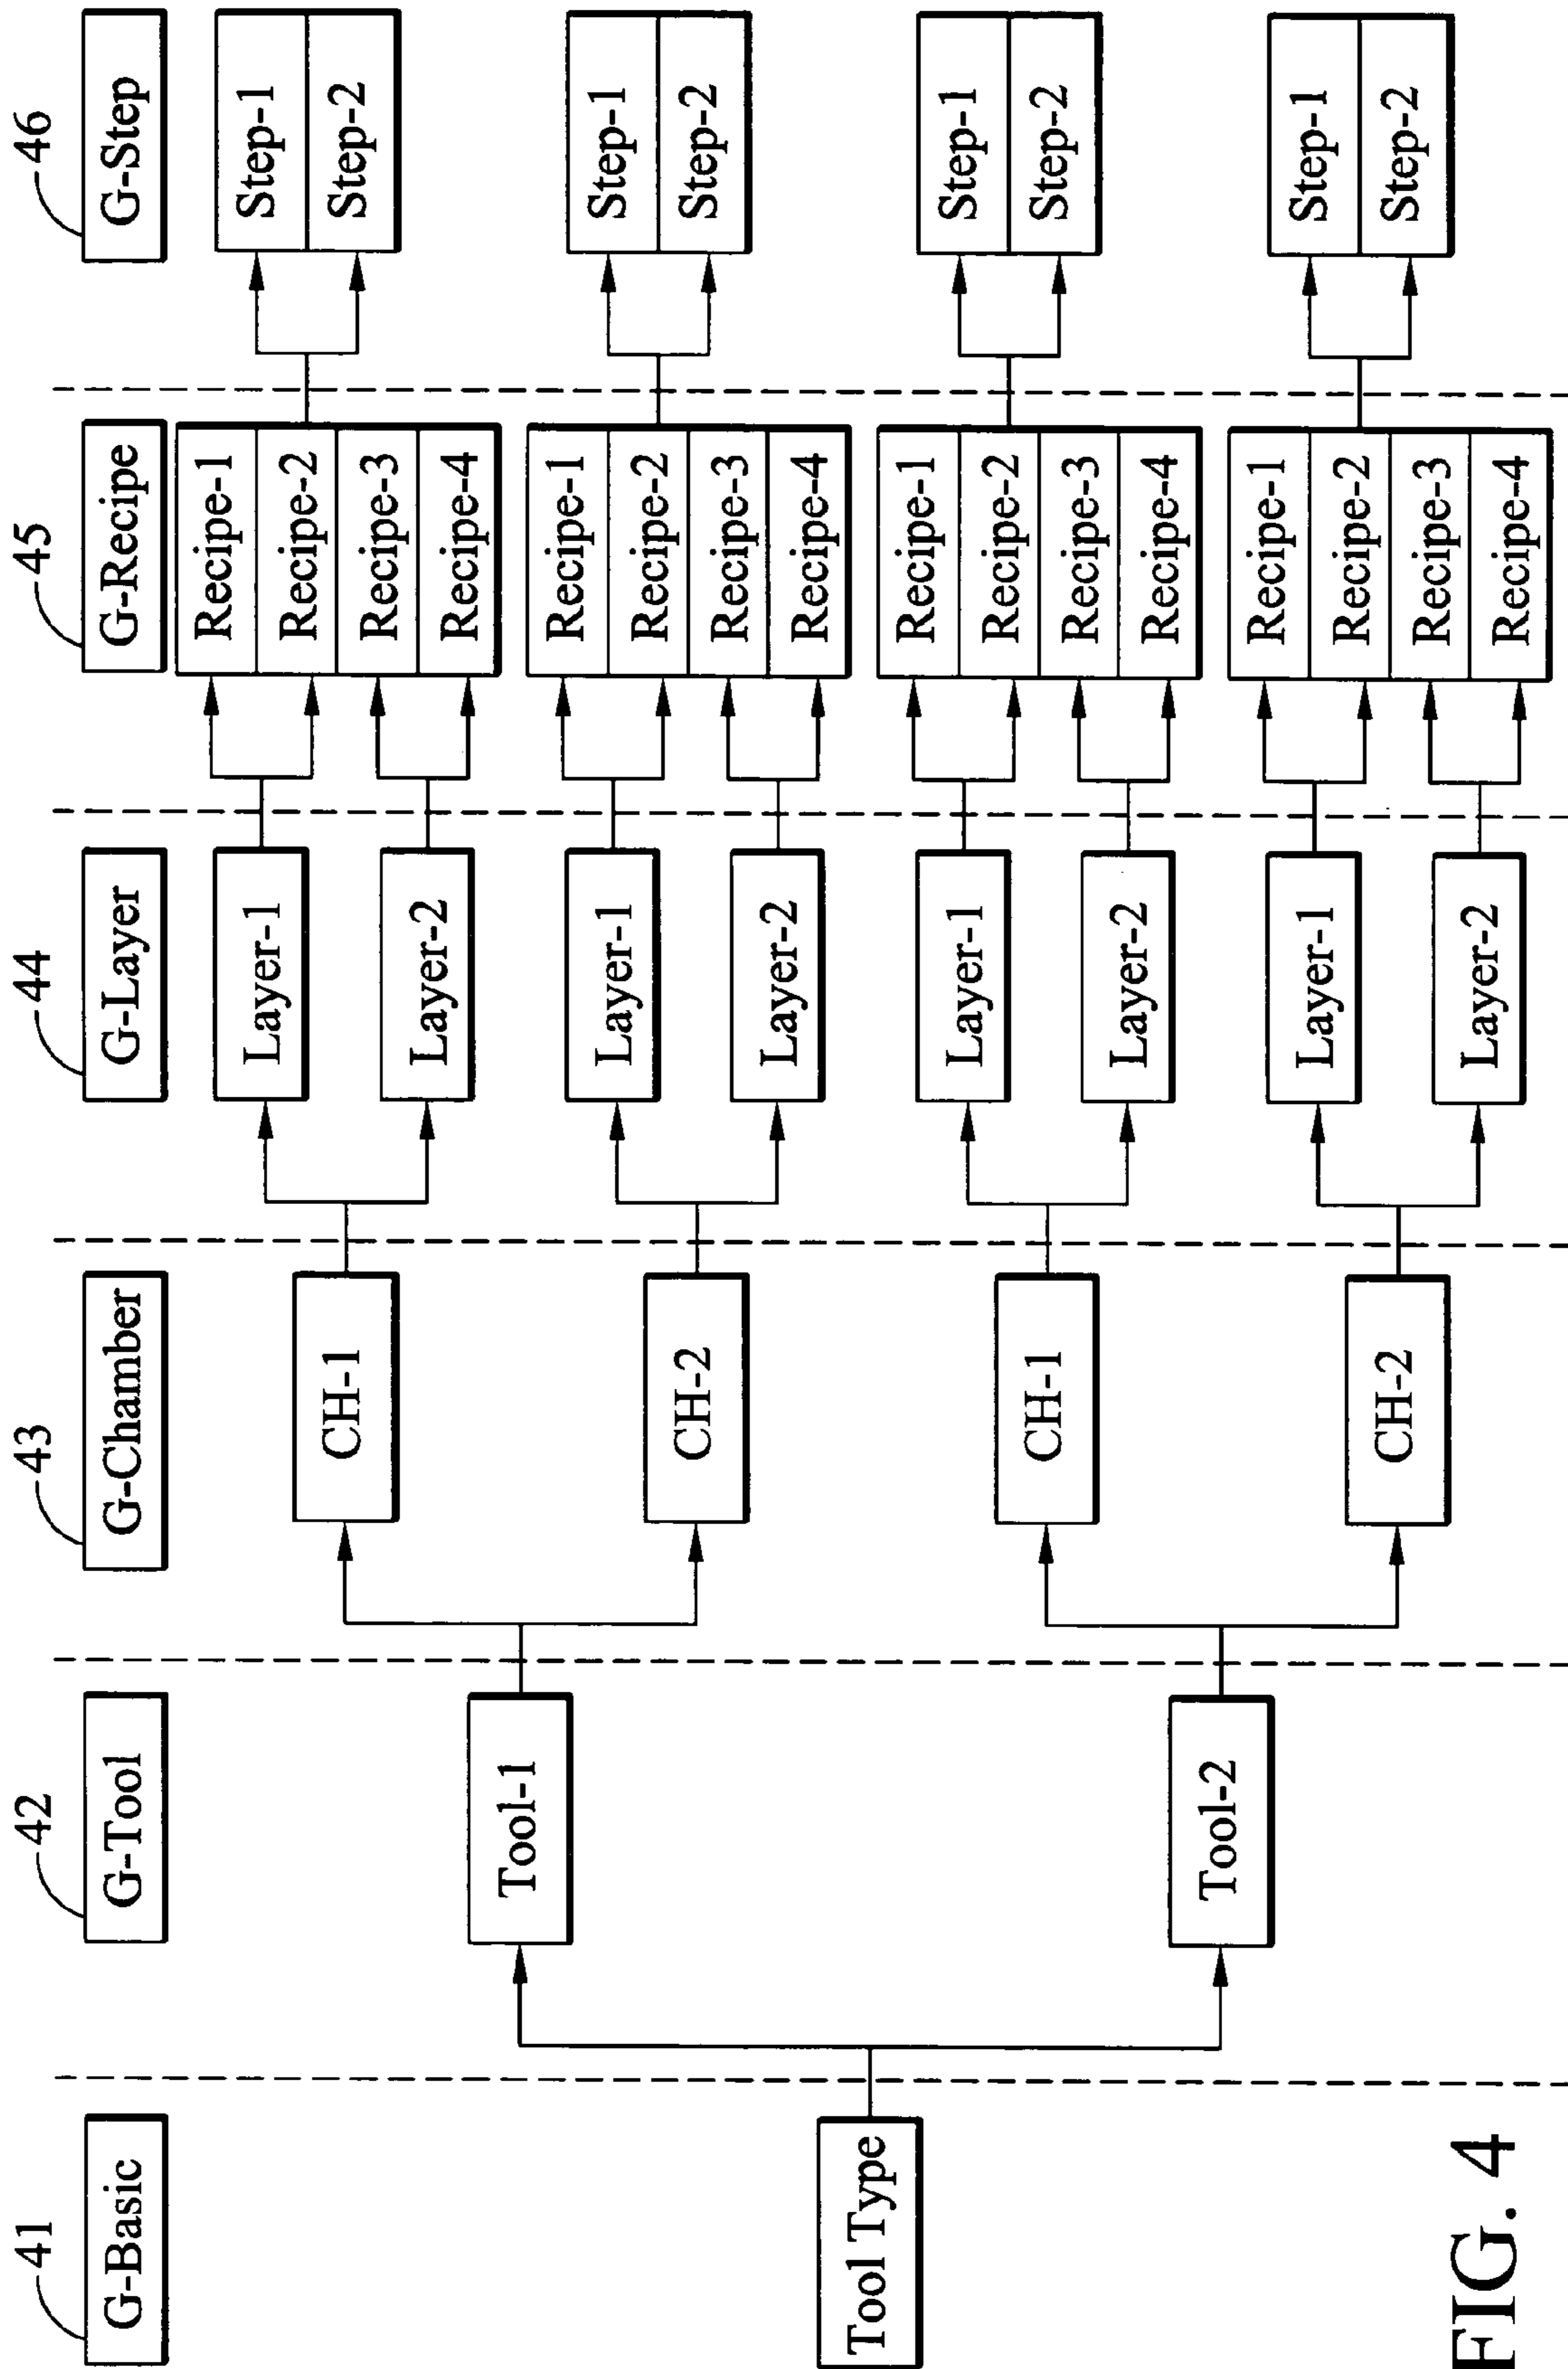 41
42
43
44
45
46
G-Basic
G-Tool
G-Chamber
G-Layer
G-Recipe
G-Step
Tool Type
Tool-1
Tool-2
CH-1
CH-2
CH-1
CH-2
Layer-1
Layer-2
Layer-1
Layer-2
Layer-1
Layer-2
Layer-1
Layer-2
Recipe-1
Recipe-2
Recipe-3
Recipe-4
Recipe-1
Recipe-2
Recipe-3
Recipe-4
Recipe-1
Recipe-2
Recipe-3
Recipe-4
Recipe-1
Recipe-2
Recipe-3
Recipe-4
Step-1
Step-2
Step-1
Step-2
Step-1
Step-2
Step-1
Step-2
FIG. 4